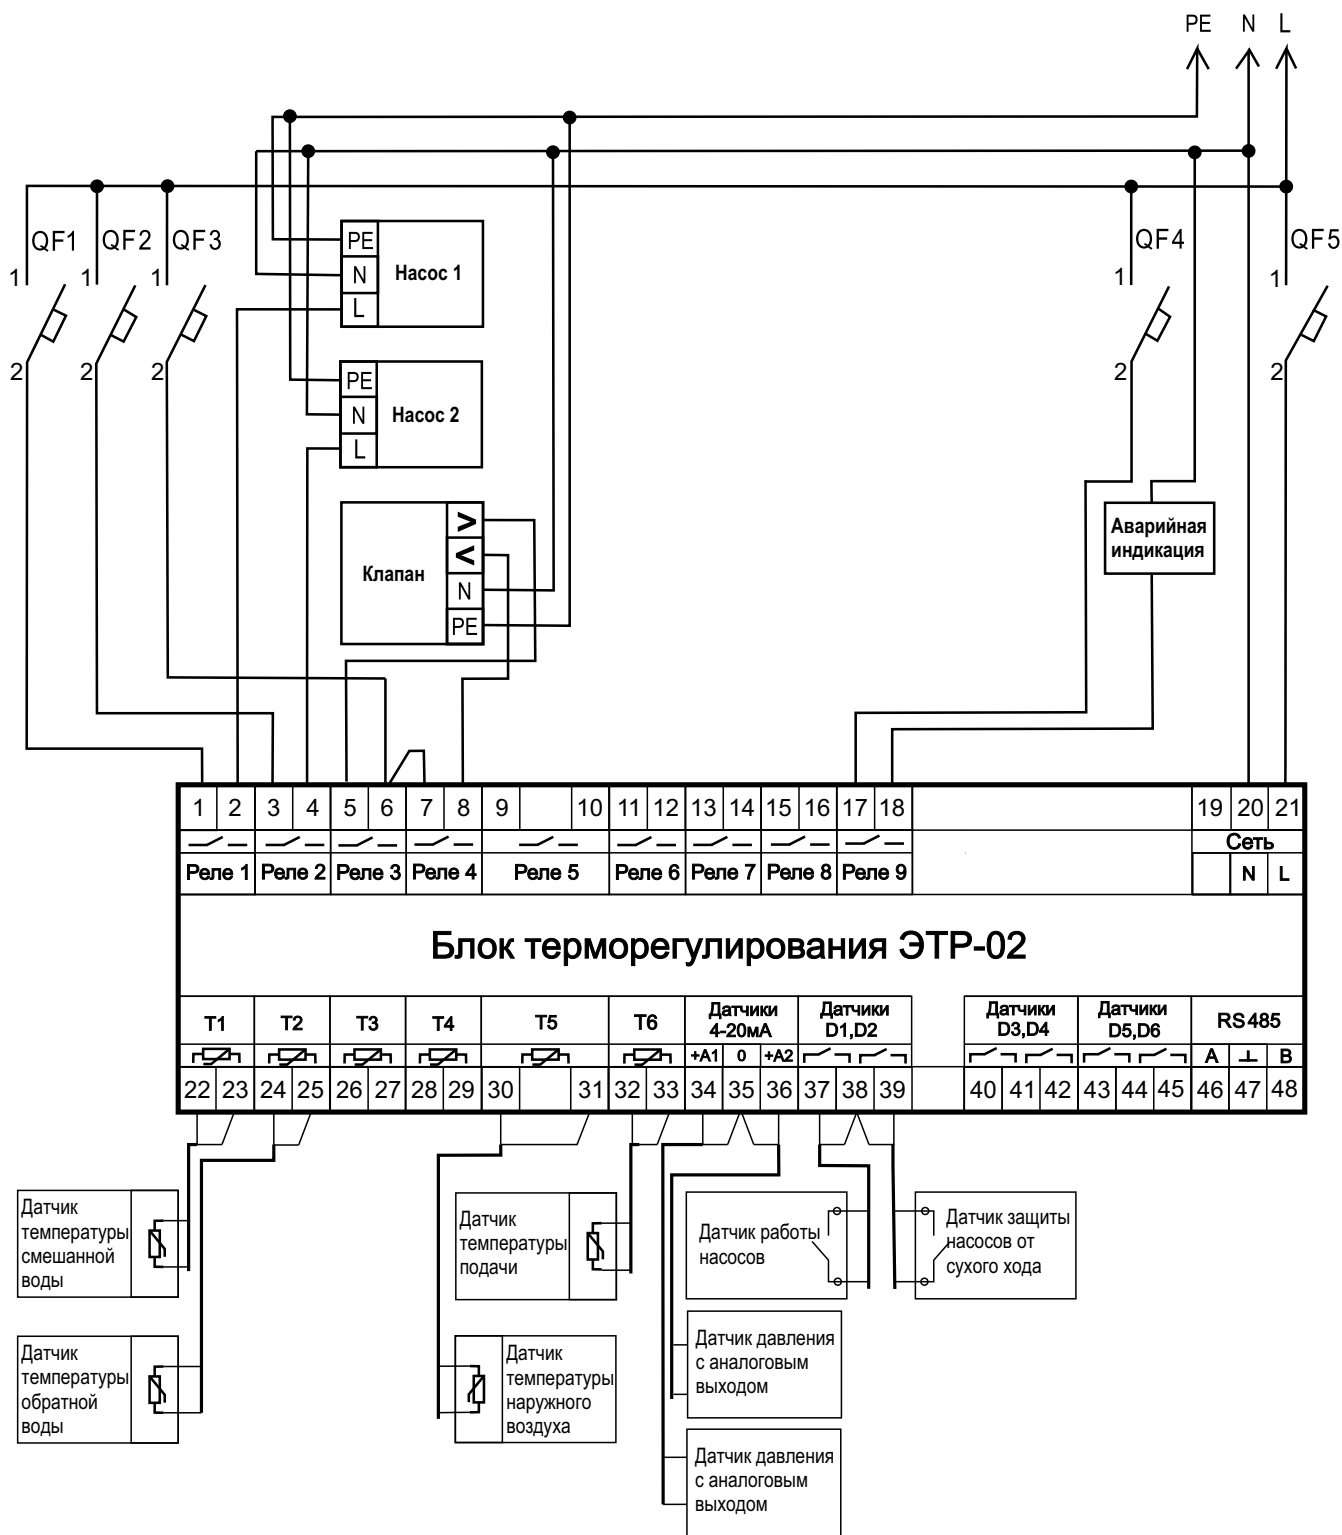 PE N L
QF1 QF2 QF3 QF4 QF5
1 1 1 1 1
2 2 2 2 2
PE
N
L
Насос 1
PE
N
L
Насос 2
Клапан
>
<
N
PE
Аварийная
индикация
1 2 3 4 5 6 7 8 9 10 11 12 13 14 15 16 17 18 19 20 21
Сеть
Реле 1 Реле 2 Реле 3 Реле 4 Реле 5 Реле 6 Реле 7 Реле 8 Реле 9 N L
Блок терморегулирования ЭТР-02
T1 T2 T3 T4 T5 T6
Датчики
4-20мА
Датчики
D1,D2
Датчики
D3,D4
Датчики
D5,D6
RS485
+A1 0 +A2 A ⊥ B
22 23 24 25 26 27 28 29 30 31 32 33 34 35 36 37 38 39 40 41 42 43 44 45 46 47 48
Датчик
температуры
смешанной
воды
Датчик
температуры
подачи
Датчик работы
насосов
Датчик защиты
насосов от
сухого хода
Датчик
температуры
обратной
воды
Датчик
температуры
наружного
воздуха
Датчик давления
с аналоговым
выходом
Датчик давления
с аналоговым
выходом